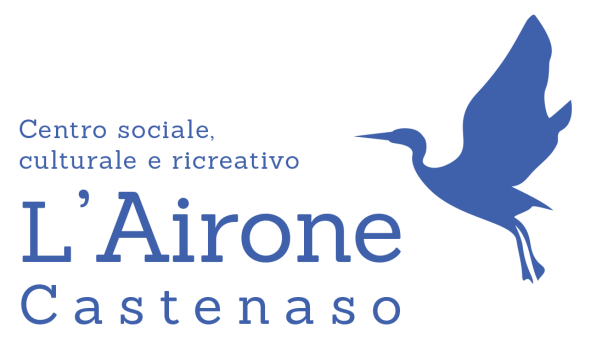 Centro sociale,
culturale e ricreativo
L'Airone
Castenaso